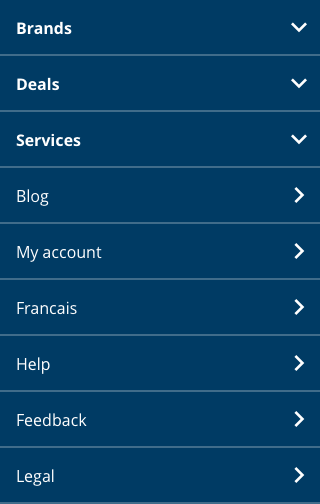 Brands
Deals
Services
Blog
My account
Francais
Help
Feedback
Legal